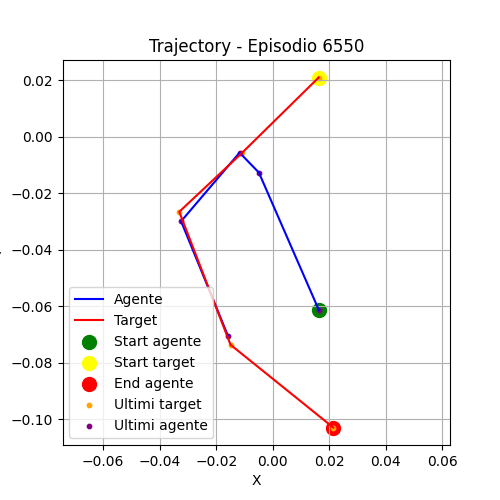 Trajectory - Episodio 6550
0.02
0.00
−0.02
−0.04
−0.06
−0.08
−0.10
Agente
Target
Start agente
Start target
End agente
Ultimi target
Ultimi agente
−0.06 −0.04 −0.02 0.00 0.02 0.04 0.06
X